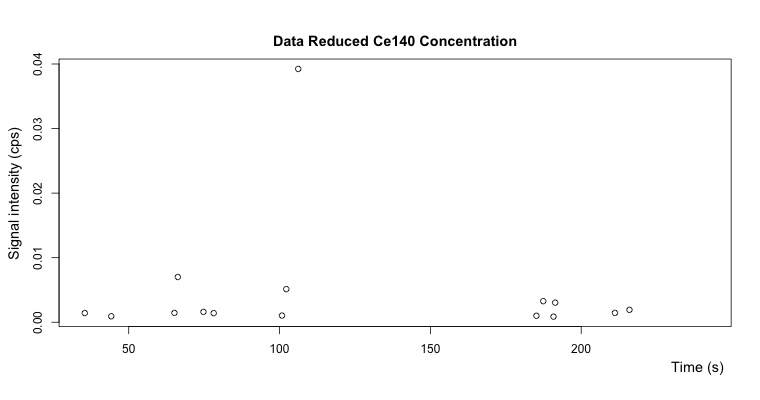 Data Reduced Ce140 Concentration
Signal intensity (cps)
0.04
0.03
0.02
0.01
0.00
50 100 150 200
Time (s)